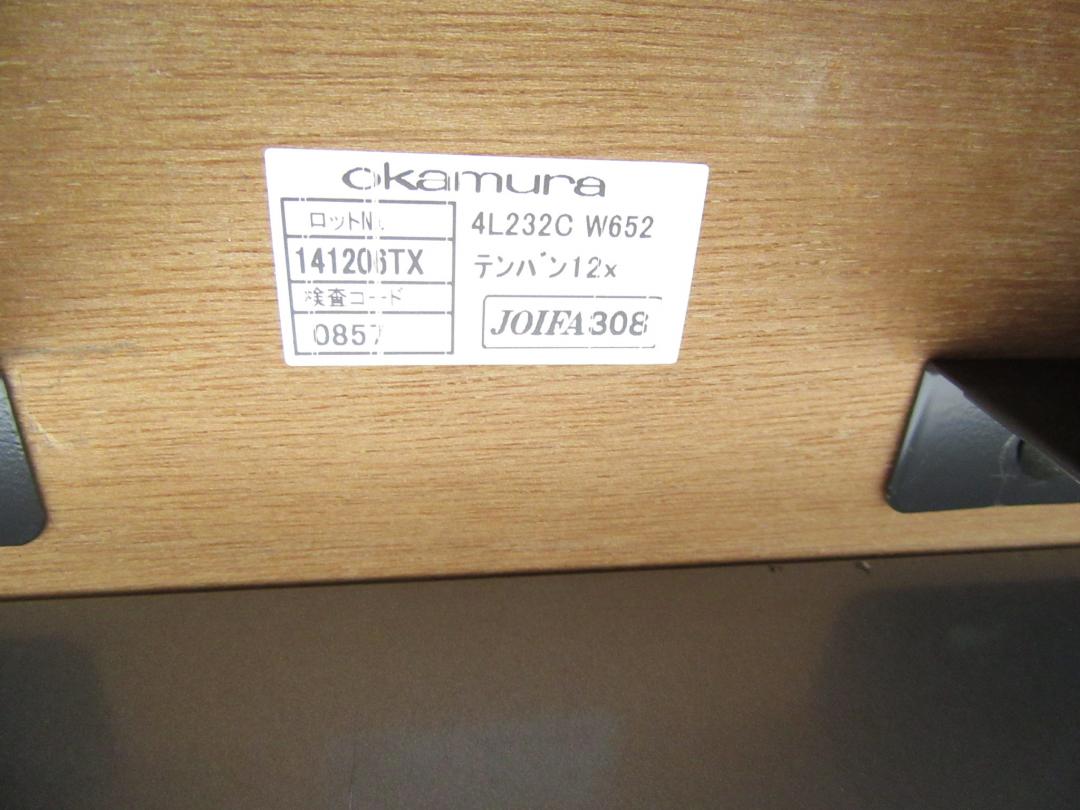 okamura
ロットNo.
141206TX
検査コード
0857
4L232C W652
テンバン12x
JOIFA308